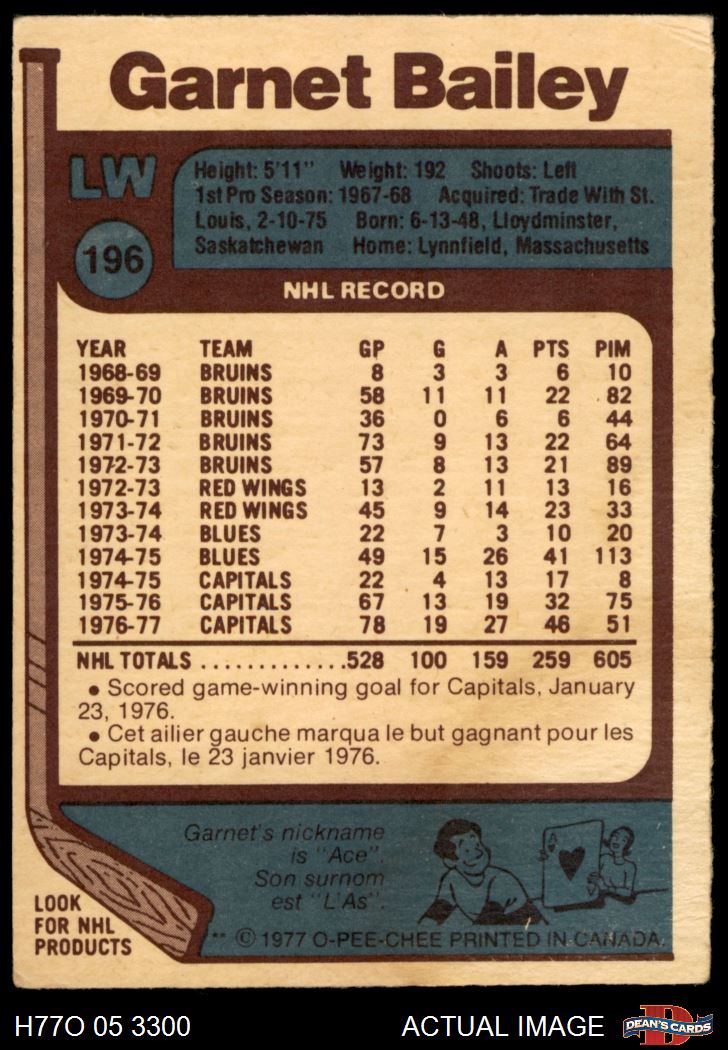 Garnet Bailey
LW
196
Height: 5'11" Weight: 192 Shoots: Left
1st Pro Season: 1967-68 Acquired: Trade With St.
Louis, 2-10-75 Born: 6-13-48, Lloydminster,
Saskatchewan Home: Lynnfield, Massachusetts
NHL RECORD
YEAR TEAM GP G A PTS PIM
1968-69 BRUINS 8 3 3 6 10
1969-70 BRUINS 58 11 11 22 82
1970-71 BRUINS 36 0 6 6 44
1971-72 BRUINS 73 9 13 22 64
1972-73 BRUINS 57 8 13 21 89
1972-73 RED WINGS 13 2 11 13 16
1973-74 RED WINGS 45 9 14 23 33
1973-74 BLUES 22 7 3 10 20
1974-75 BLUES 49 15 26 41 113
1974-75 CAPITALS 22 4 13 17 8
1975-76 CAPITALS 67 13 19 32 75
1976-77 CAPITALS 78 19 27 46 51
NHL TOTALS .............528 100 159 259 605
• Scored game-winning goal for Capitals, January
23, 1976.
• Cet ailier gauche marqua le but gagnant pour les
Capitals, le 23 janvier 1976.
Garnet's nickname
is "Ace".
Son surnom
est "L'As".
A
LOOK
FOR NHL
PRODUCTS
** © 1977 O-PEE-CHEE PRINTED IN CANADA.
H77O 05 3300 ACTUAL IMAGE
D
DEAN'S CARDS